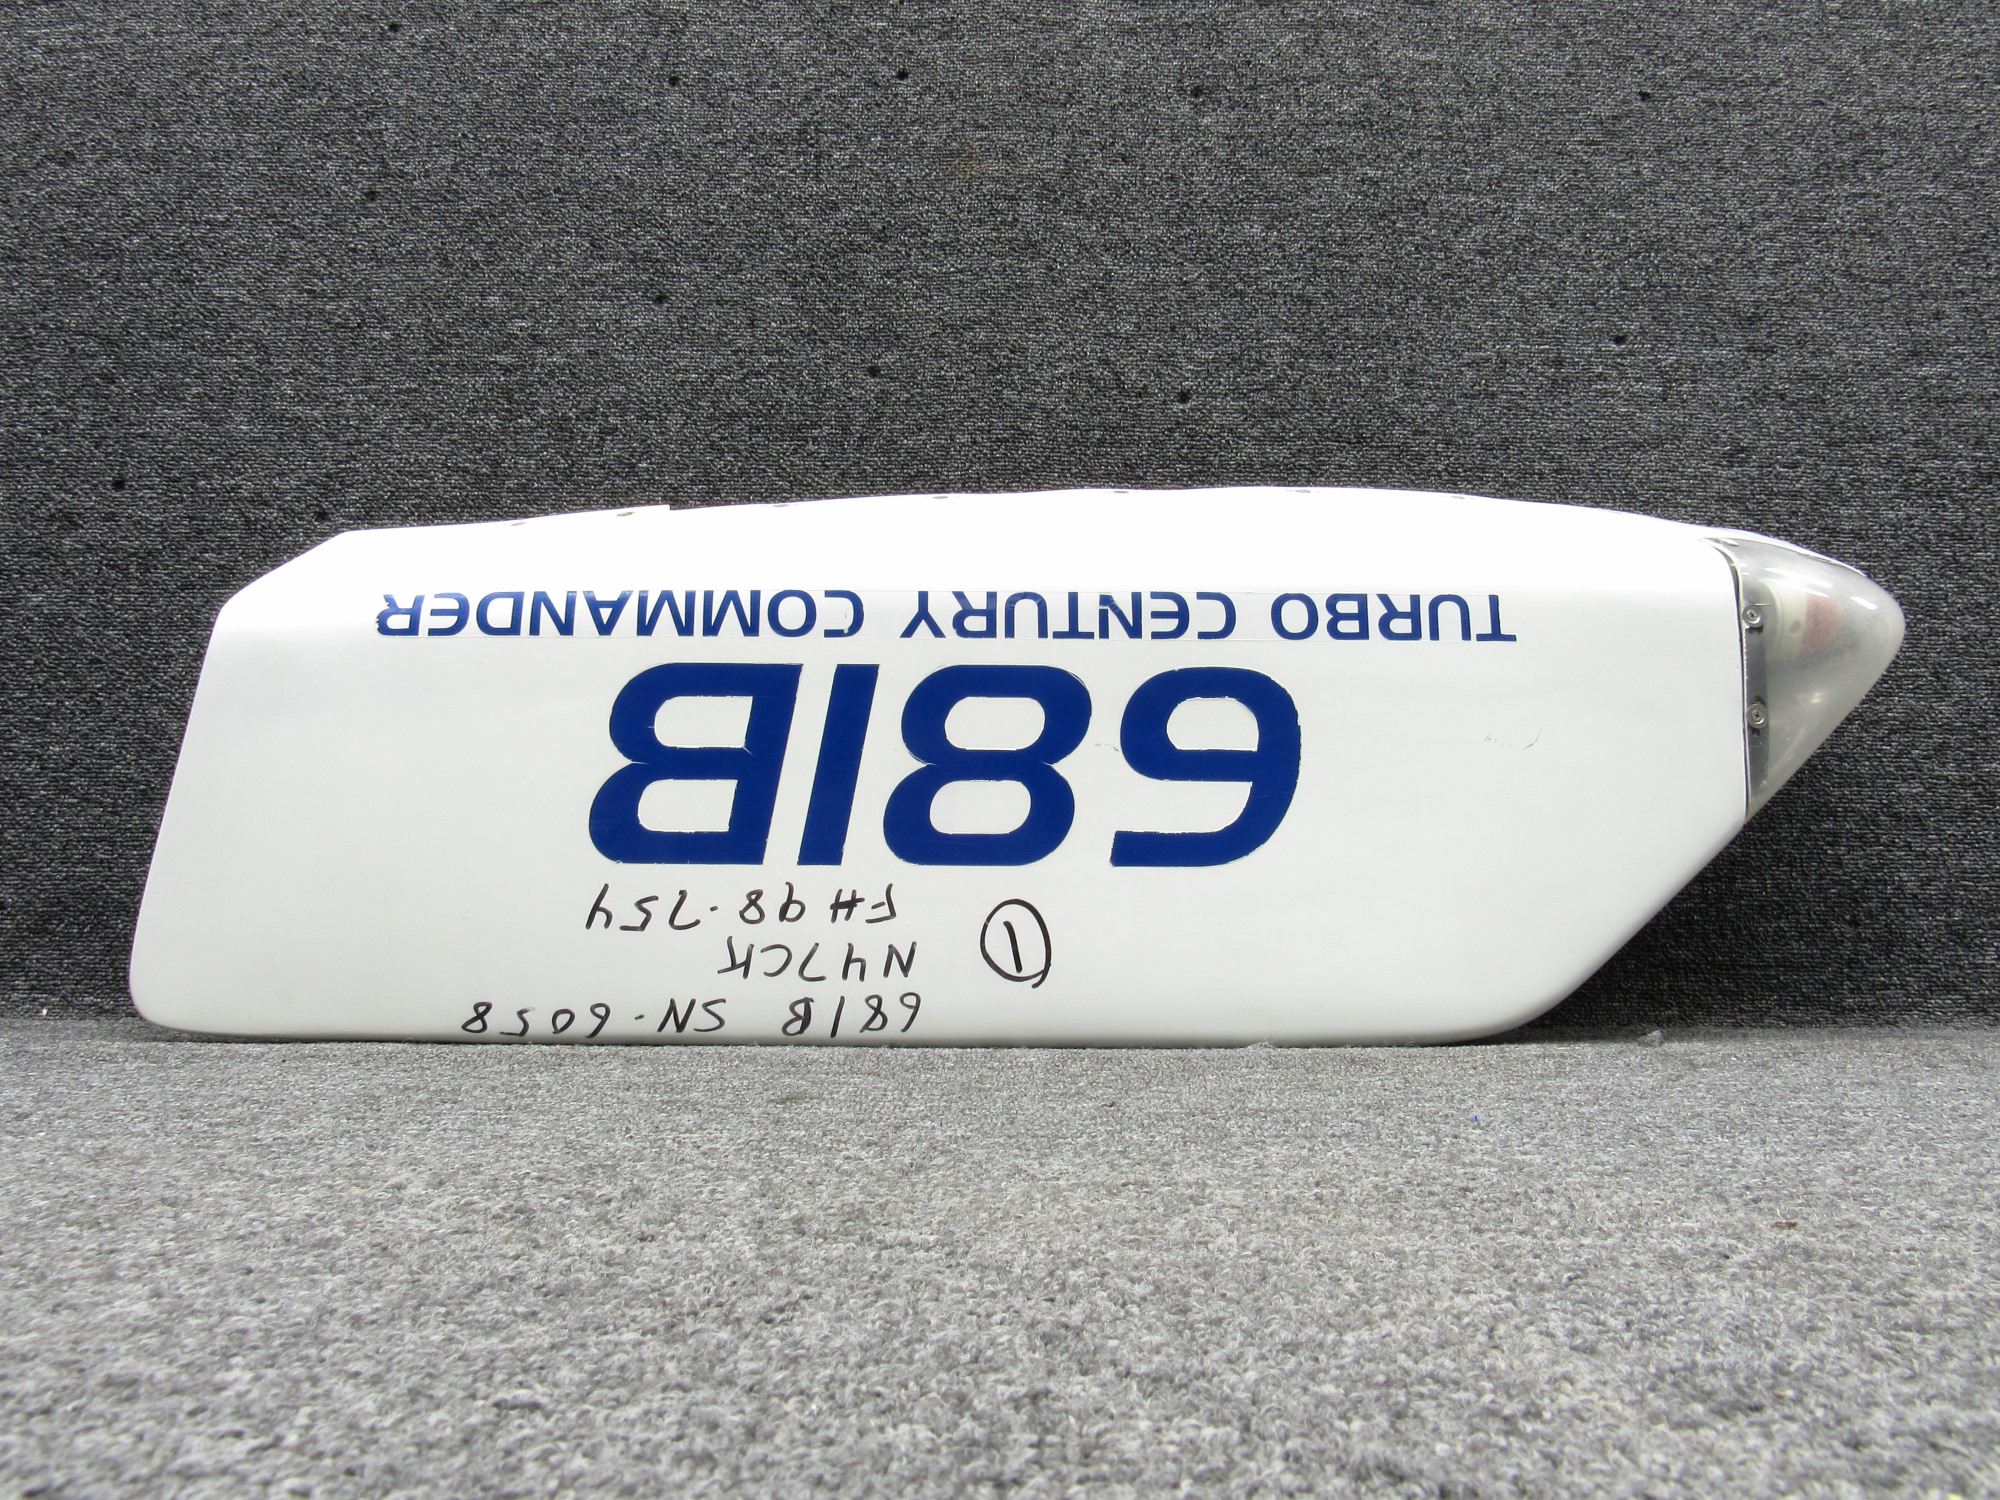 681B SN-6058
① N47CK
FH 98-754
681B
TURBO CENTURY COMMANDER